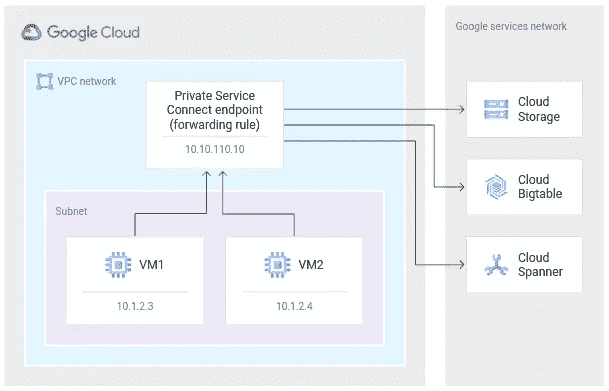 Google Cloud
Google services network
VPC network
Private Service
Connect endpoint
(forwarding rule)
10.10.110.10
Cloud
Storage
Cloud
Bigtable
Subnet
VM1
10.1.2.3
VM2
10.1.2.4
Cloud
Spanner